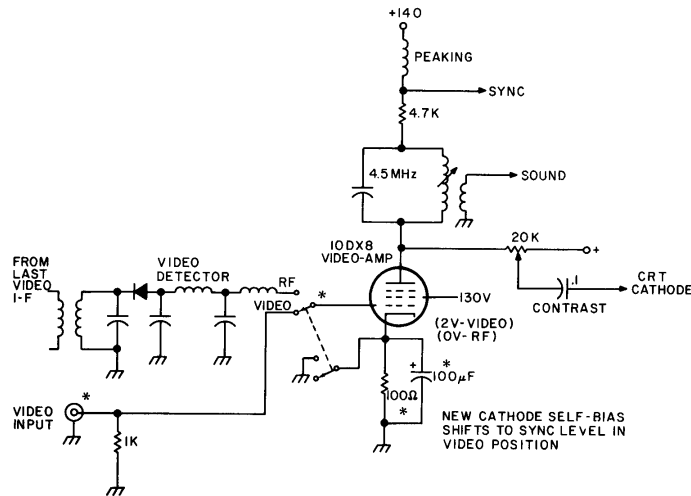 +140
PEAKING
SYNC
4.7K
4.5MHz
SOUND
10DX8
VIDEO-AMP
20K
+
FROM
LAST
VIDEO
I-F
VIDEO
DETECTOR
RF
VIDEO
*
130V
.1
CONTRAST
CRT
CATHODE
(2V-VIDEO)
(0V-RF)
+
*
100µF
100Ω
*
VIDEO
INPUT
*
1K
NEW CATHODE SELF-BIAS
SHIFTS TO SYNC LEVEL IN
VIDEO POSITION